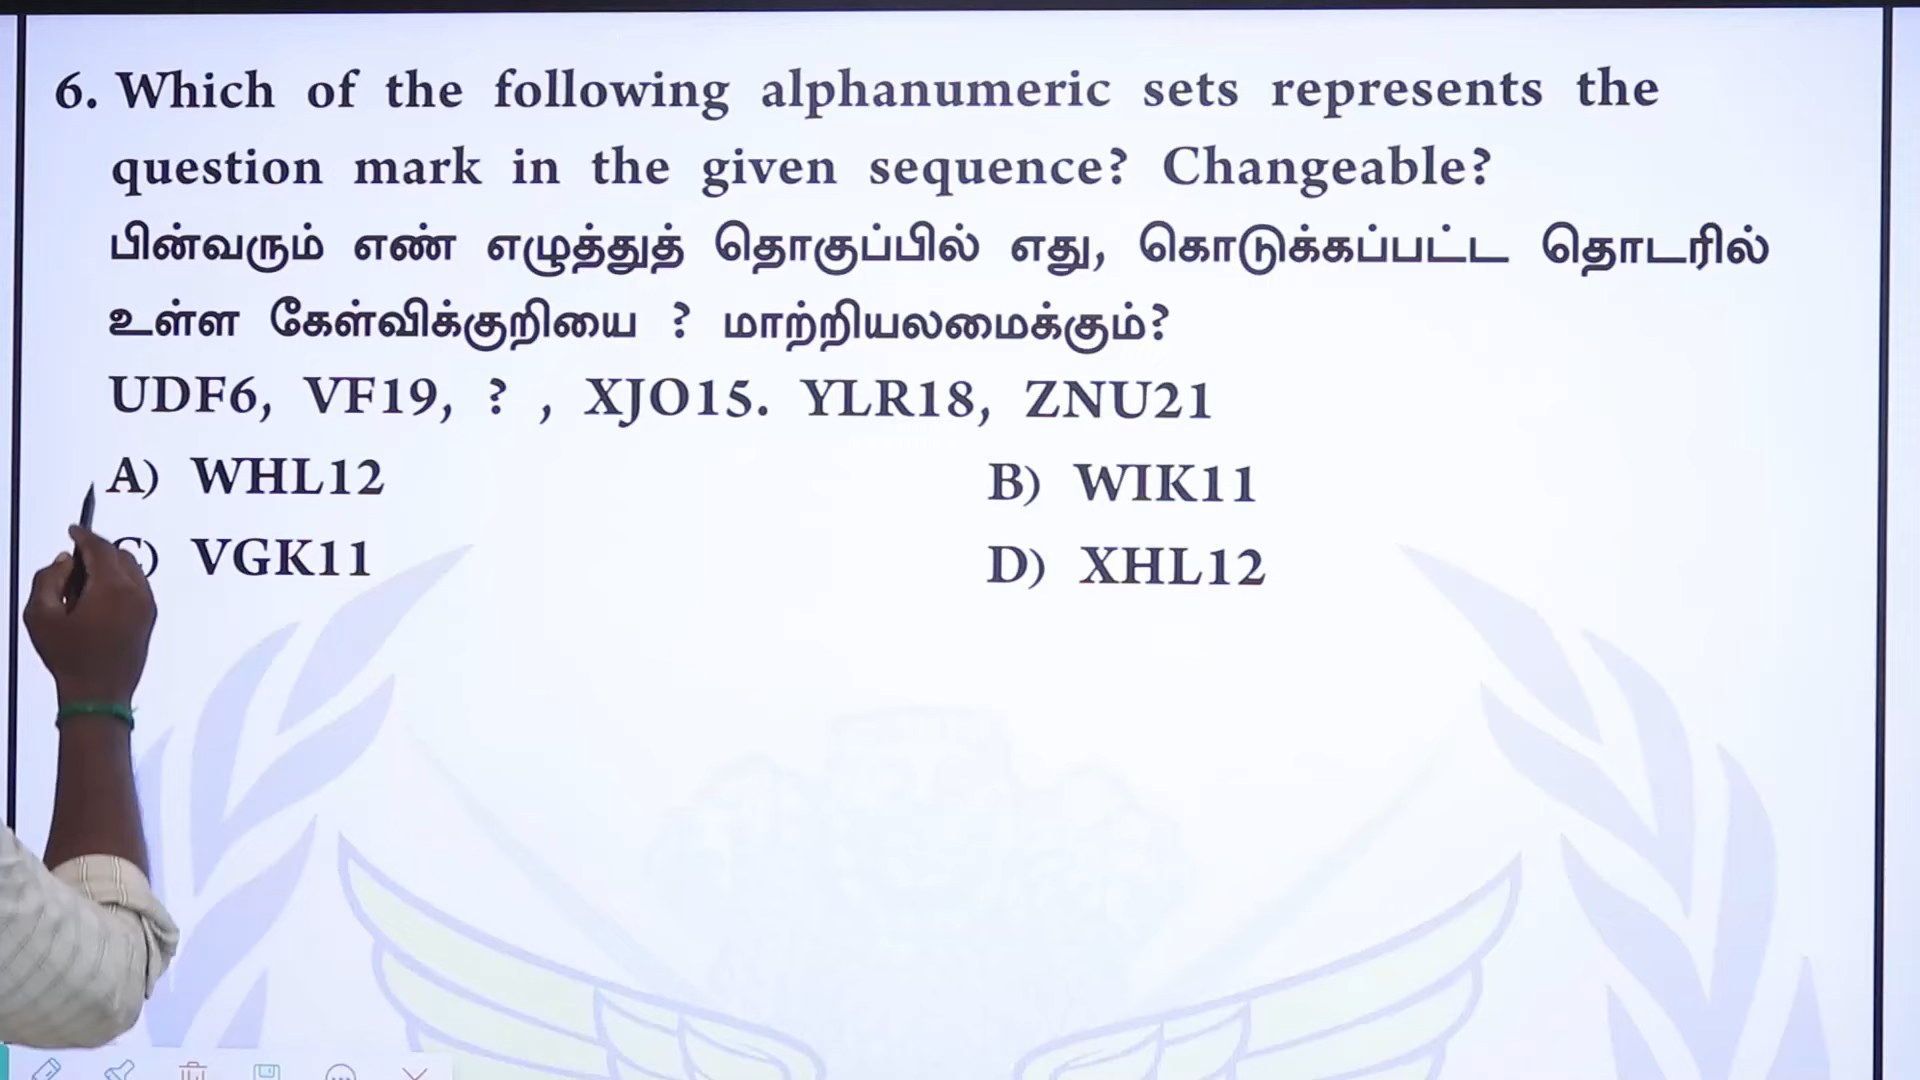 6. Which of the following alphanumeric sets represents the
question mark in the given sequence? Changeable?
பின்வரும் எண் எழுத்துத் தொகுப்பில் எது, கொடுக்கப்பட்ட தொடரில்
உள்ள கேள்விக்குறியை ? மாற்றியலமைக்கும்?
UDF6, VF19, ? , XJO15. YLR18, ZNU21
A) WHL12 B) WIK11
C) VGK11 D) XHL12